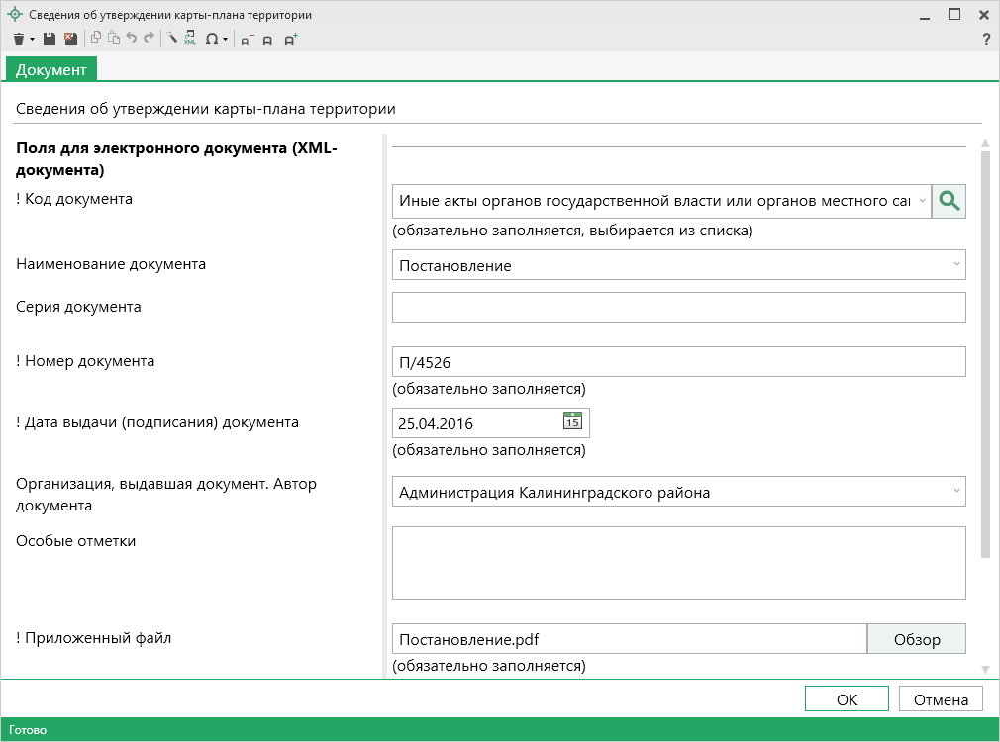 Сведения об утверждении карты-плана территории
XML
?
Документ
Сведения об утверждении карты-плана территории
Поля для электронного документа (XML-
документа)
! Код документа
Иные акты органов государственной власти или органов местного
(обязательно заполняется, выбирается из списка)
Наименование документа
Постановление
Серия документа
! Номер документа
П/4526
(обязательно заполняется)
! Дата выдачи (подписания) документа
25.04.2016
15
(обязательно заполняется)
Организация, выдавшая документ. Автор
документа
Администрация Калининградского района
Особые отметки
! Приложенный файл
Постановление.pdf
Обзор
(обязательно заполняется)
OK
Отмена
Готово